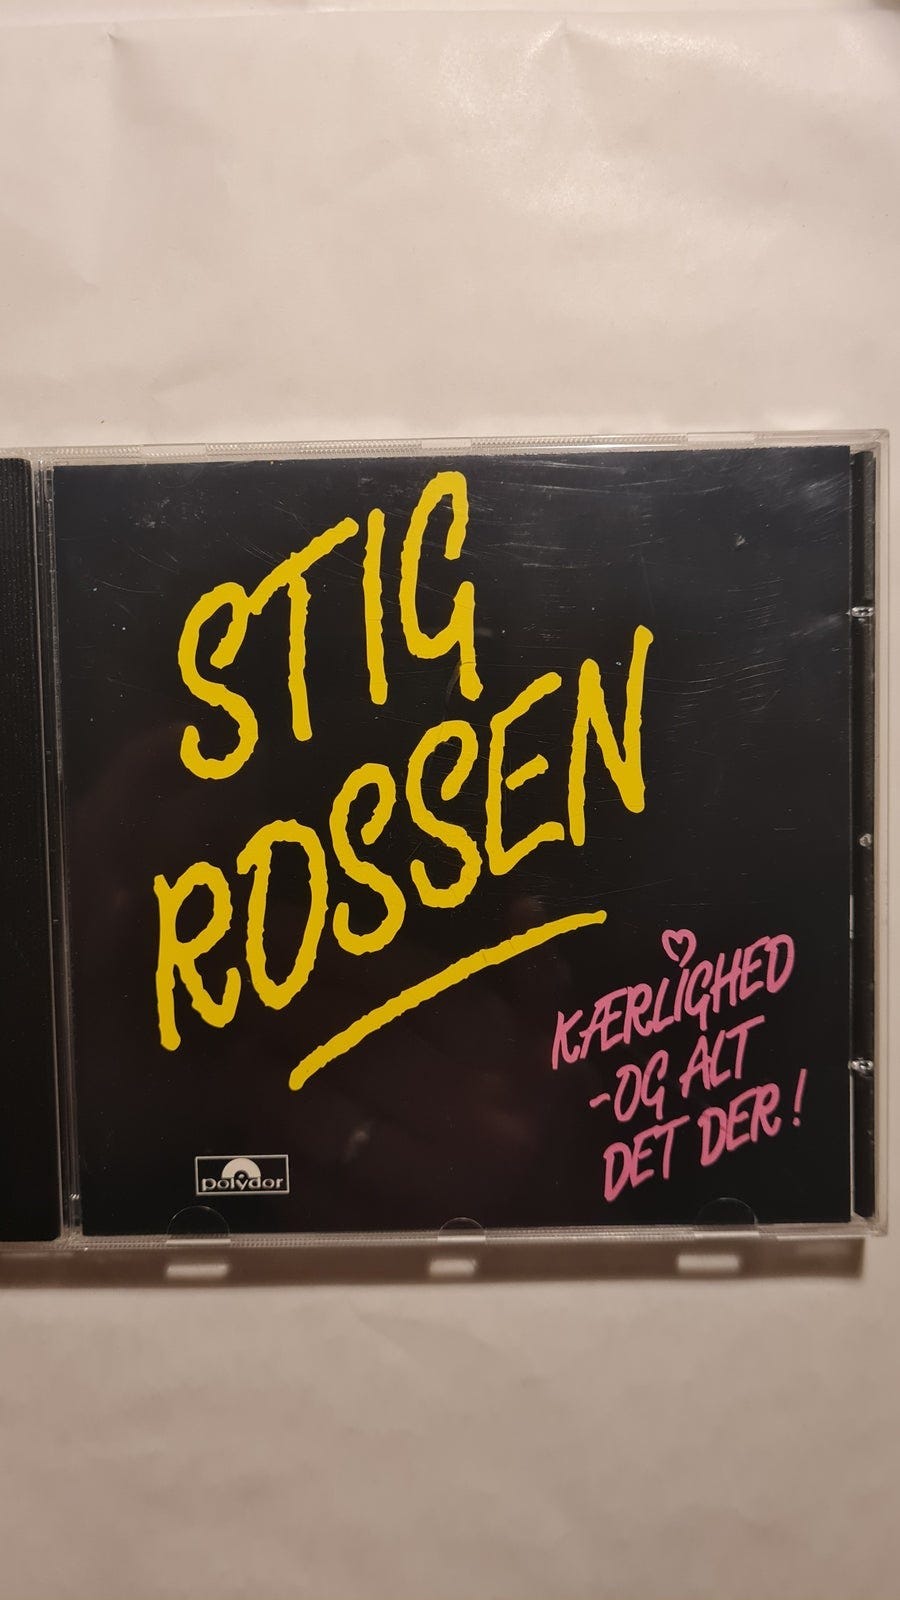 STIG
ROSSEN
KÆRLIGHED
-OG ALT
DET DER!
polydor